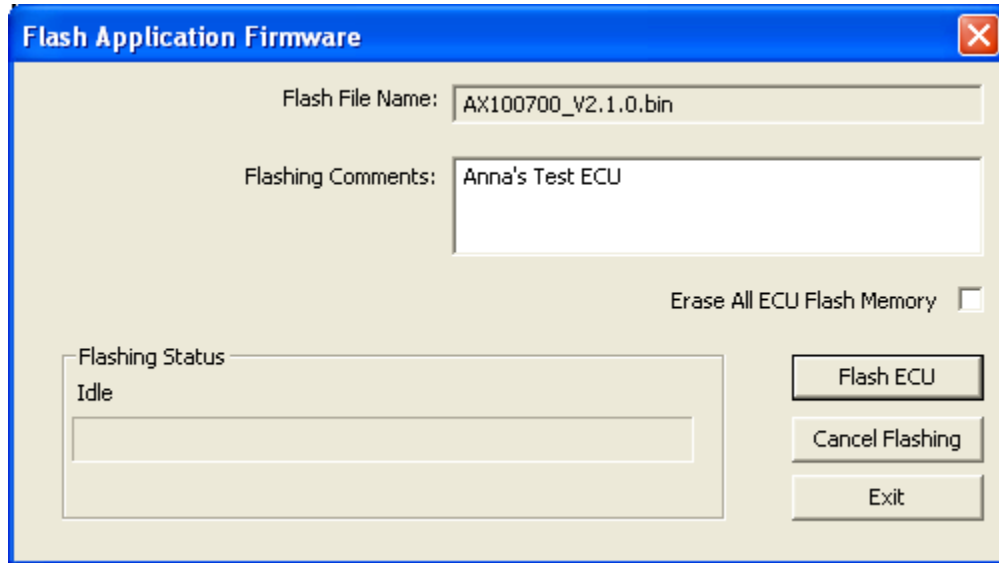 Flash Application Firmware
Flash File Name: AX100700_V2.1.0.bin
Flashing Comments: Anna's Test ECU
Erase All ECU Flash Memory
Flashing Status
Idle
Flash ECU
Cancel Flashing
Exit